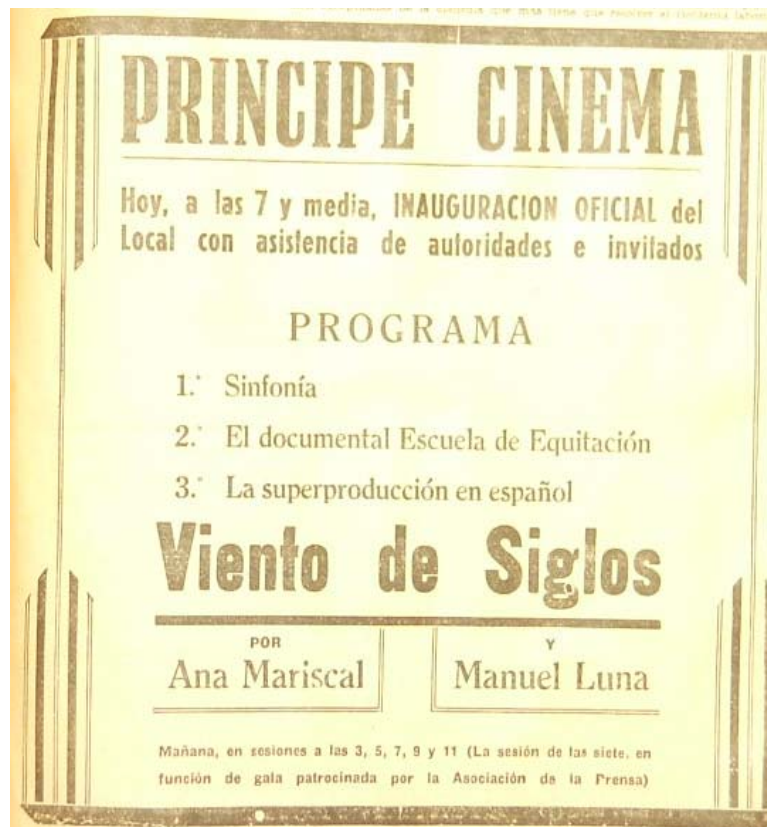 PRINCIPE CINEMA
Hoy, a las 7 y media, INAUGURACION OFICIAL del
Local con asistencia de autoridades e invitados
PROGRAMA
1.° Sinfonía
2.° El documental Escuela de Equitación
3.° La superproducción en español
Viento de Siglos
POR
Ana Mariscal
Y
Manuel Luna
Mañana, en sesiones a las 3, 5, 7, 9 y 11 (La sesión de las siete, en
función de gala patrocinada por la Asociación de la Prensa)